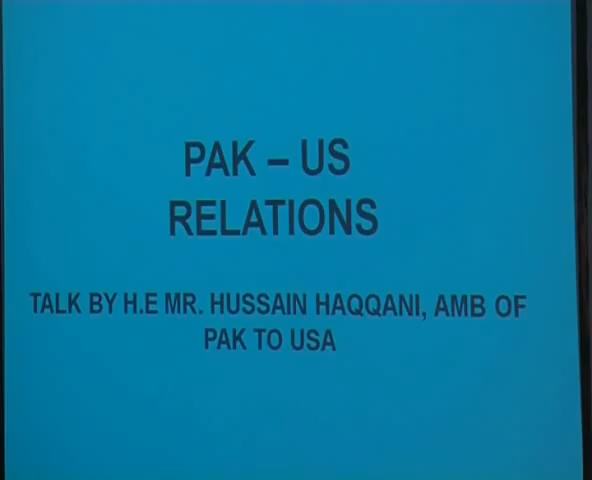 PAK – US
RELATIONS
TALK BY H.E MR. HUSSAIN HAQQANI, AMB OF
PAK TO USA